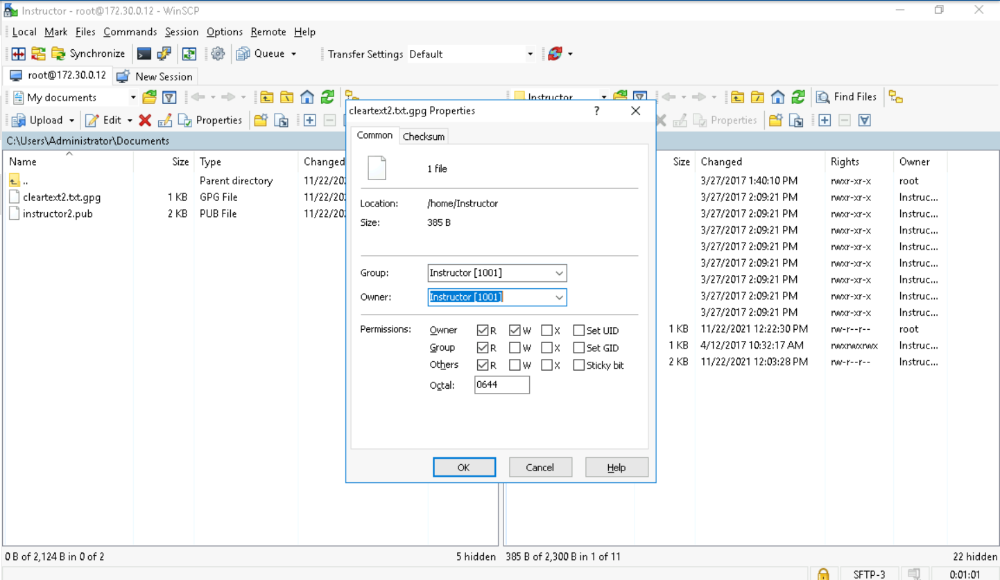 Instructor - root@172.30.0.12 - WinSCP
Local Mark Files Commands Session Options Remote Help
Synchronize Queue Transfer Settings Default
root@172.30.0.12 New Session
My documents Instructor Find Files
Upload Edit Properties Properties
C:\Users\Administrator\Documents
Name Size Type Changed
.. Parent directory 11/22/20
cleartext2.txt.gpg 1 KB GPG File 11/22/20
instructor2.pub 2 KB PUB File 11/22/20
cleartext2.txt.gpg Properties ?
Common Checksum
1 file
Location: /home/Instructor
Size: 385 B
Group: Instructor [1001]
Owner: Instructor [1001]
Permissions: Owner R W X Set UID
Group R W X Set GID
Others R W X Sticky bit
Octal: 0644
OK Cancel Help
Size Changed Rights Owner
3/27/2017 1:40:10 PM rwxr-xr-x root
3/27/2017 2:09:21 PM rwxr-xr-x Instruc...
3/27/2017 2:09:21 PM rwxr-xr-x Instruc...
3/27/2017 2:09:21 PM rwxr-xr-x Instruc...
3/27/2017 2:09:21 PM rwxr-xr-x Instruc...
3/27/2017 2:09:21 PM rwxr-xr-x Instruc...
3/27/2017 2:09:21 PM rwxr-xr-x Instruc...
3/27/2017 2:09:21 PM rwxr-xr-x Instruc...
3/27/2017 2:09:21 PM rwxr-xr-x Instruc...
1 KB 11/22/2021 12:22:30 PM rw-r--r-- root
1 KB 4/12/2017 10:32:17 AM rwxrwxrwx Instruc...
2 KB 11/22/2021 12:03:28 PM rw-r--r-- Instruc...
0 B of 2,124 B in 0 of 2 5 hidden 385 B of 2,300 B in 1 of 11 22 hidden
SFTP-3 0:01:01